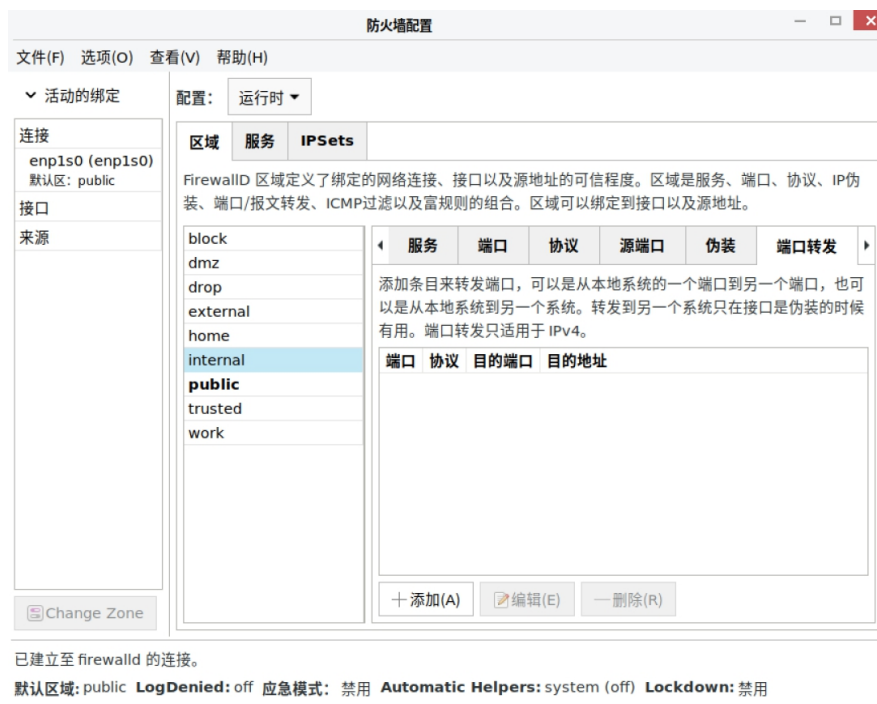 防火墙配置
文件(F) 选项(O) 查看(V) 帮助(H)
活动的绑定
连接
enp1s0 (enp1s0)
默认区: public
接口
来源
Change Zone
配置: 运行时
区域 服务 IPSets
FirewallD 区域定义了绑定的网络连接、接口以及源地址的可信程度。区域是服务、端口、协议、IP伪
装、端口/报文转发、ICMP过滤以及富规则的组合。区域可以绑定到接口以及源地址。
block
dmz
drop
external
home
internal
public
trusted
work
服务 端口 协议 源端口 伪装 端口转发
添加条目来转发端口，可以是从本地系统的一个端口到另一个端口，也可
以是从本地系统到另一个系统。转发到另一个系统只在接口是伪装的时候
有用。端口转发只适用于 IPv4。
端口 协议 目的端口 目的地址
添加(A) 编辑(E) 删除(R)
已建立至 firewalld 的连接。
默认区域: public LogDenied: off 应急模式: 禁用 Automatic Helpers: system (off) Lockdown: 禁用